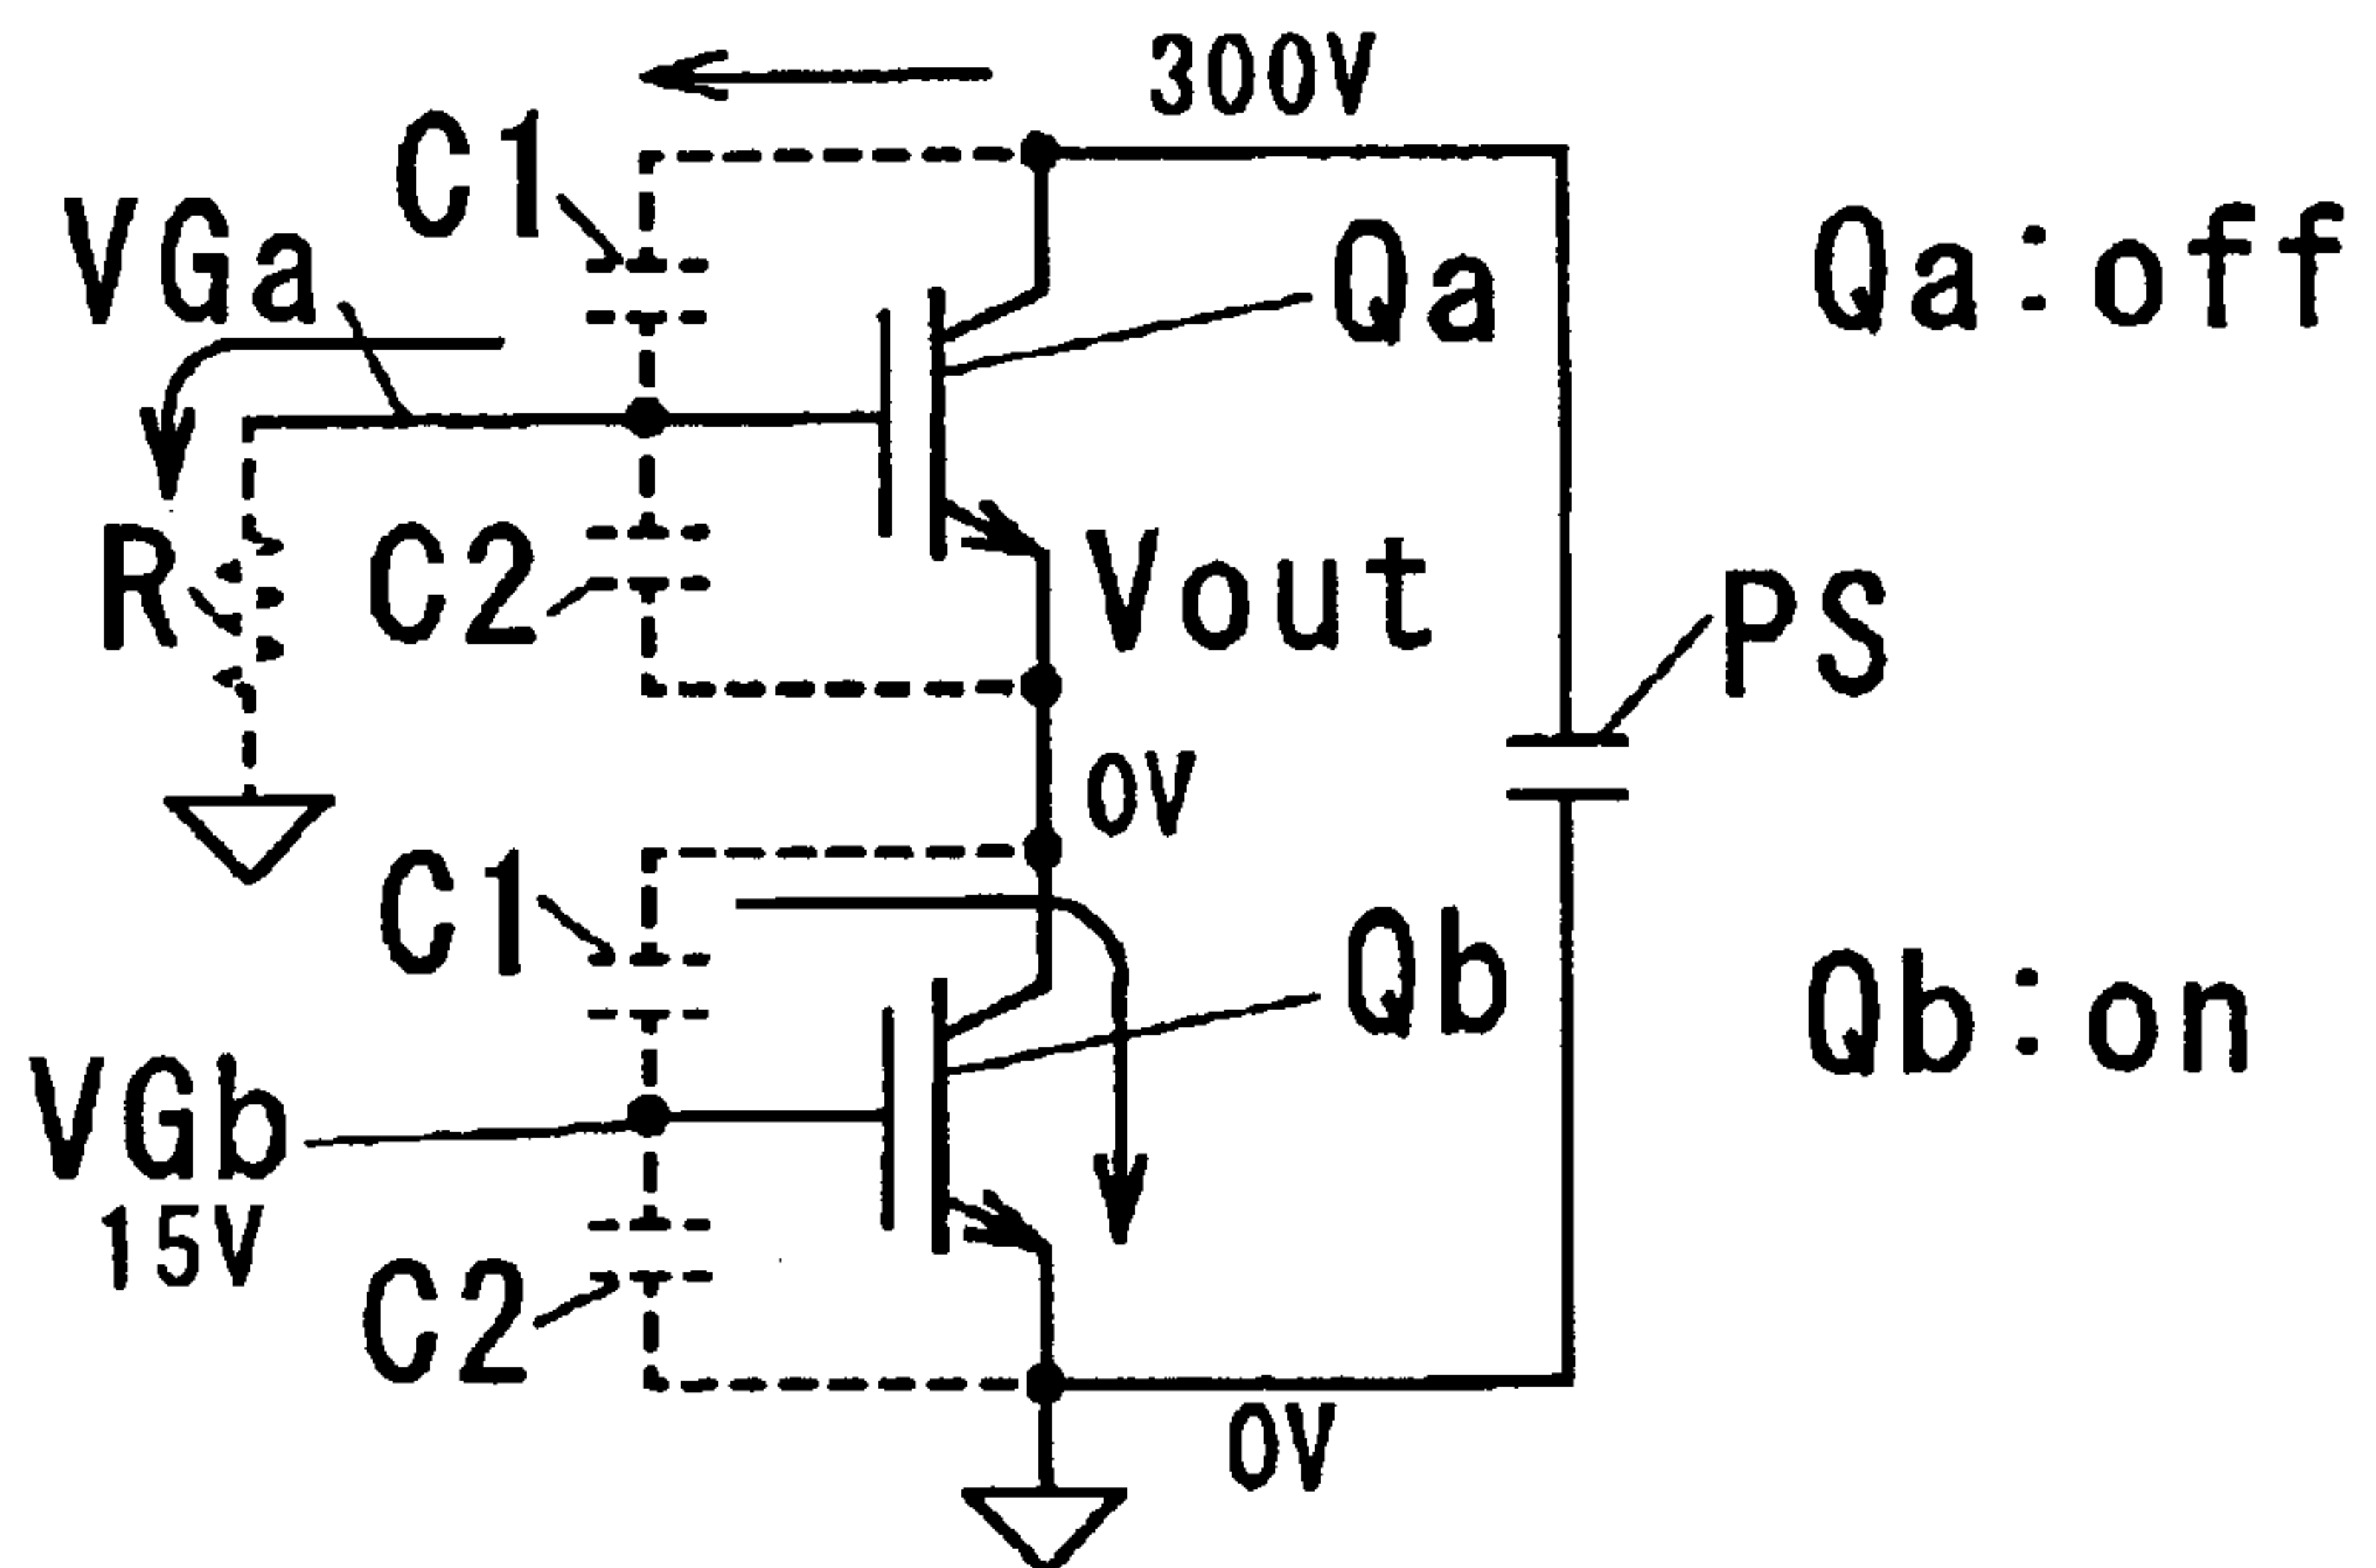 300V
C1
VGa
Qa
Qa:off
R
C2
Vout
PS
0V
C1
Qb
Qb:on
VGb
15V
C2
0V